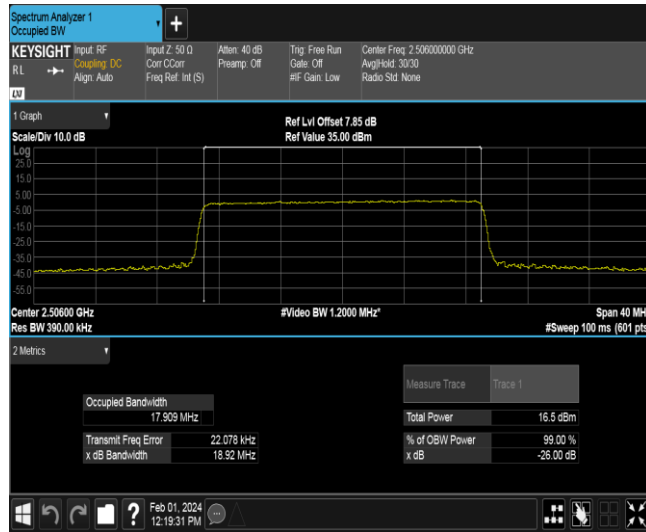 Spectrum Analyzer 1
Occupied BW
+
KEYSIGHT Input: RF Input Z: 50 Ω Atten: 40 dB Trig: Free Run Center Freq: 2.506000000 GHz
RL Coupling: DC Corr CCorr Preamp: Off Gate: Off Avg|Hold: 30/30
Align: Auto Freq Ref: Int (S) #IF Gain: Low Radio Std: None
LXI
1 Graph
Ref Lvl Offset 7.85 dB
Scale/Div 10.0 dB Ref Value 35.00 dBm
Log
25.0
15.0
5.00
-5.00
-15.0
-25.0
-35.0
-45.0
-55.0
Center 2.50600 GHz #Video BW 1.2000 MHz* Span 40 MH
Res BW 390.00 kHz #Sweep 100 ms (601 pts
2 Metrics
Measure Trace Trace 1
Occupied Bandwidth
17.909 MHz Total Power 16.5 dBm
Transmit Freq Error 22.078 kHz % of OBW Power 99.00 %
x dB Bandwidth 18.92 MHz x dB -26.00 dB
? Feb 01, 2024
12:19:31 PM